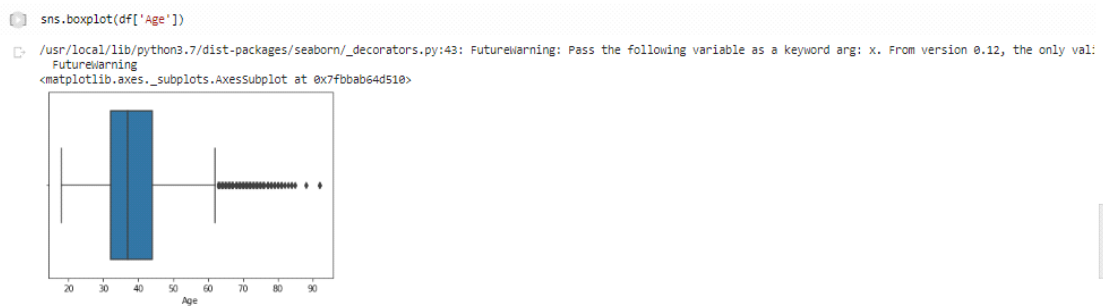 sns.boxplot(df['Age'])
/usr/local/lib/python3.7/dist-packages/seaborn/_decorators.py:43: FutureWarning: Pass the following variable as a keyword arg: x. From version 0.12, the only vali
FutureWarning
<matplotlib.axes._subplots.AxesSubplot at 0x7fbbab64d510>
20 30 40 50 60 70 80 90
Age